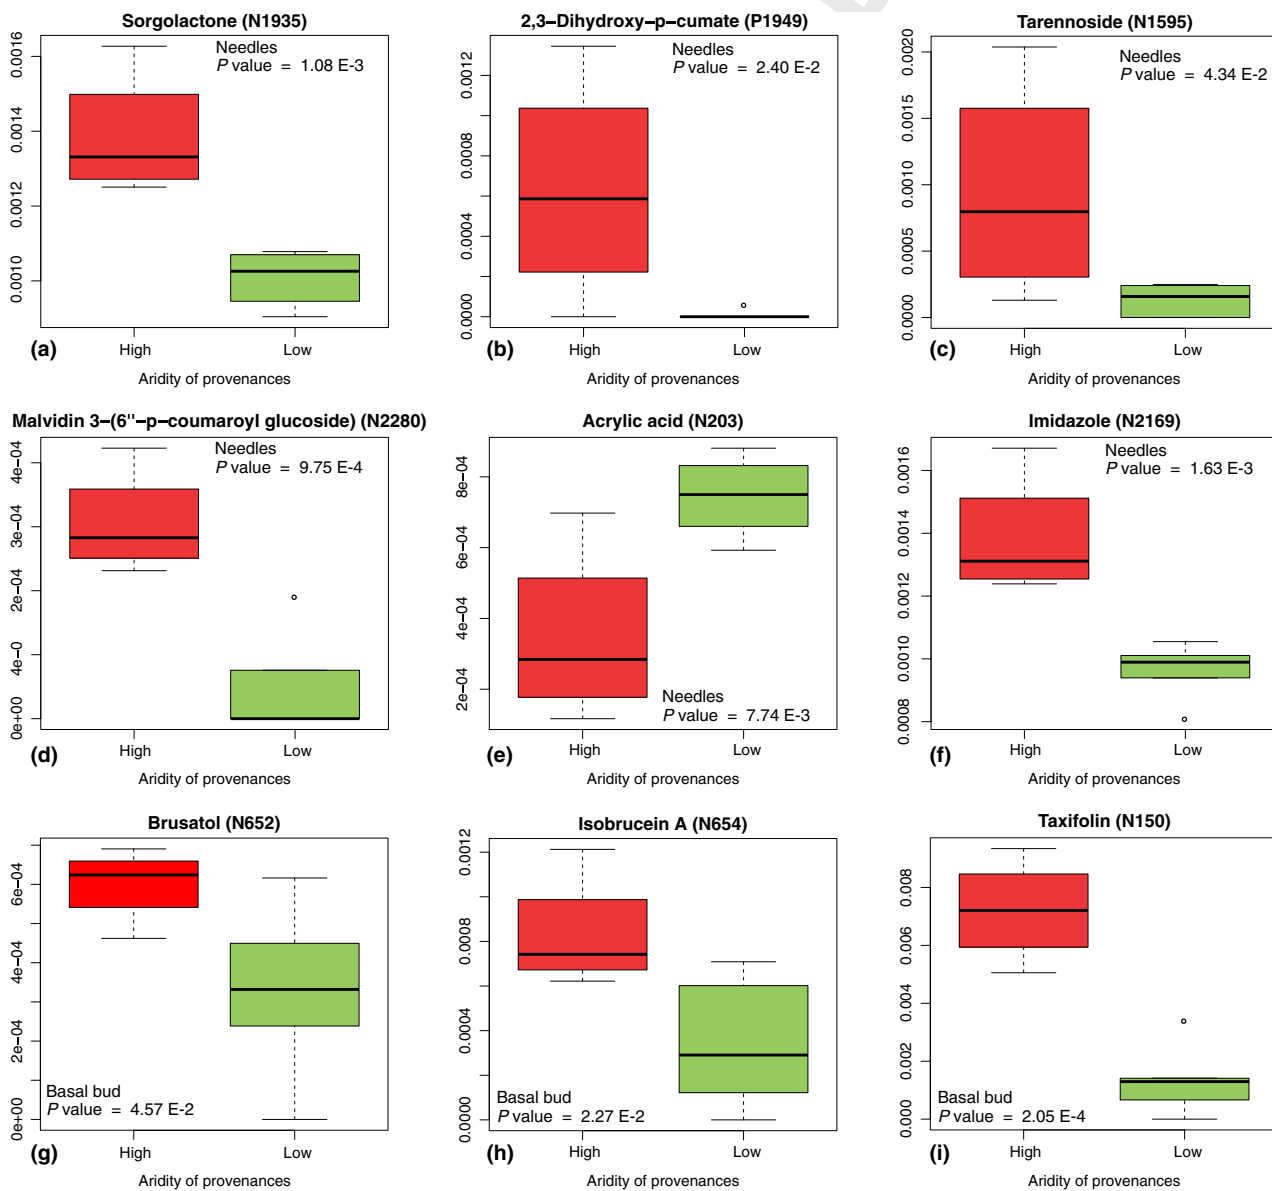 Sorgolactone (N1935)
Needles
P value = 1.08 E-3
0.0016
0.0014
0.0012
0.0010
(a)
High
Low
Aridity of provenances
2,3–Dihydroxy–p–cumate (P1949)
Needles
P value = 2.40 E-2
0.0012
0.0008
0.0004
0.0000
(b)
High
Low
Aridity of provenances
Tarennoside (N1595)
Needles
P value = 4.34 E-2
0.0020
0.0015
0.0010
0.0005
0.0000
(c)
High
Low
Aridity of provenances
Malvidin 3–(6''–p–coumaroyl glucoside) (N2280)
Needles
P value = 9.75 E-4
4e−04
3e−04
2e−04
4e−0
0e+00
(d)
High
Low
Aridity of provenances
Acrylic acid (N203)
8e−04
6e−04
4e−04
2e−04
Needles
P value = 7.74 E-3
(e)
High
Low
Aridity of provenances
Imidazole (N2169)
Needles
P value = 1.63 E-3
0.0016
0.0014
0.0012
0.0010
0.0008
(f)
High
Low
Aridity of provenances
Brusatol (N652)
6e−04
4e−04
2e−04
0e+00
Basal bud
P value = 4.57 E-2
(g)
High
Low
Aridity of provenances
Isobrucein A (N654)
0.0012
0.0008
0.0004
0.0000
Basal bud
P value = 2.27 E-2
(h)
High
Low
Aridity of provenances
Taxifolin (N150)
0.008
0.006
0.004
0.002
0.000
Basal bud
P value = 2.05 E-4
(i)
High
Low
Aridity of provenances